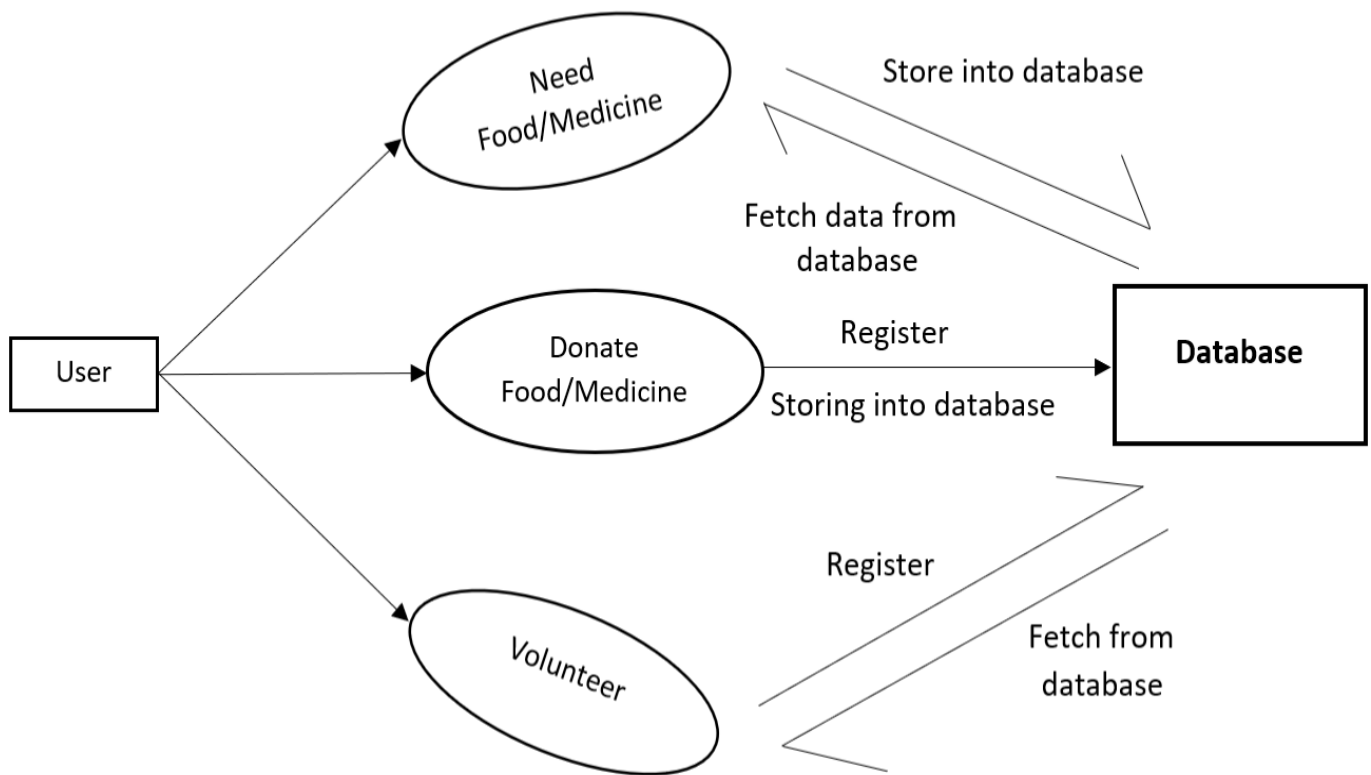 Need
Food/Medicine
Store into database
Fetch data from
database
User
Donate
Food/Medicine
Register
Storing into database
Database
Volunteer
Register
Fetch from
database